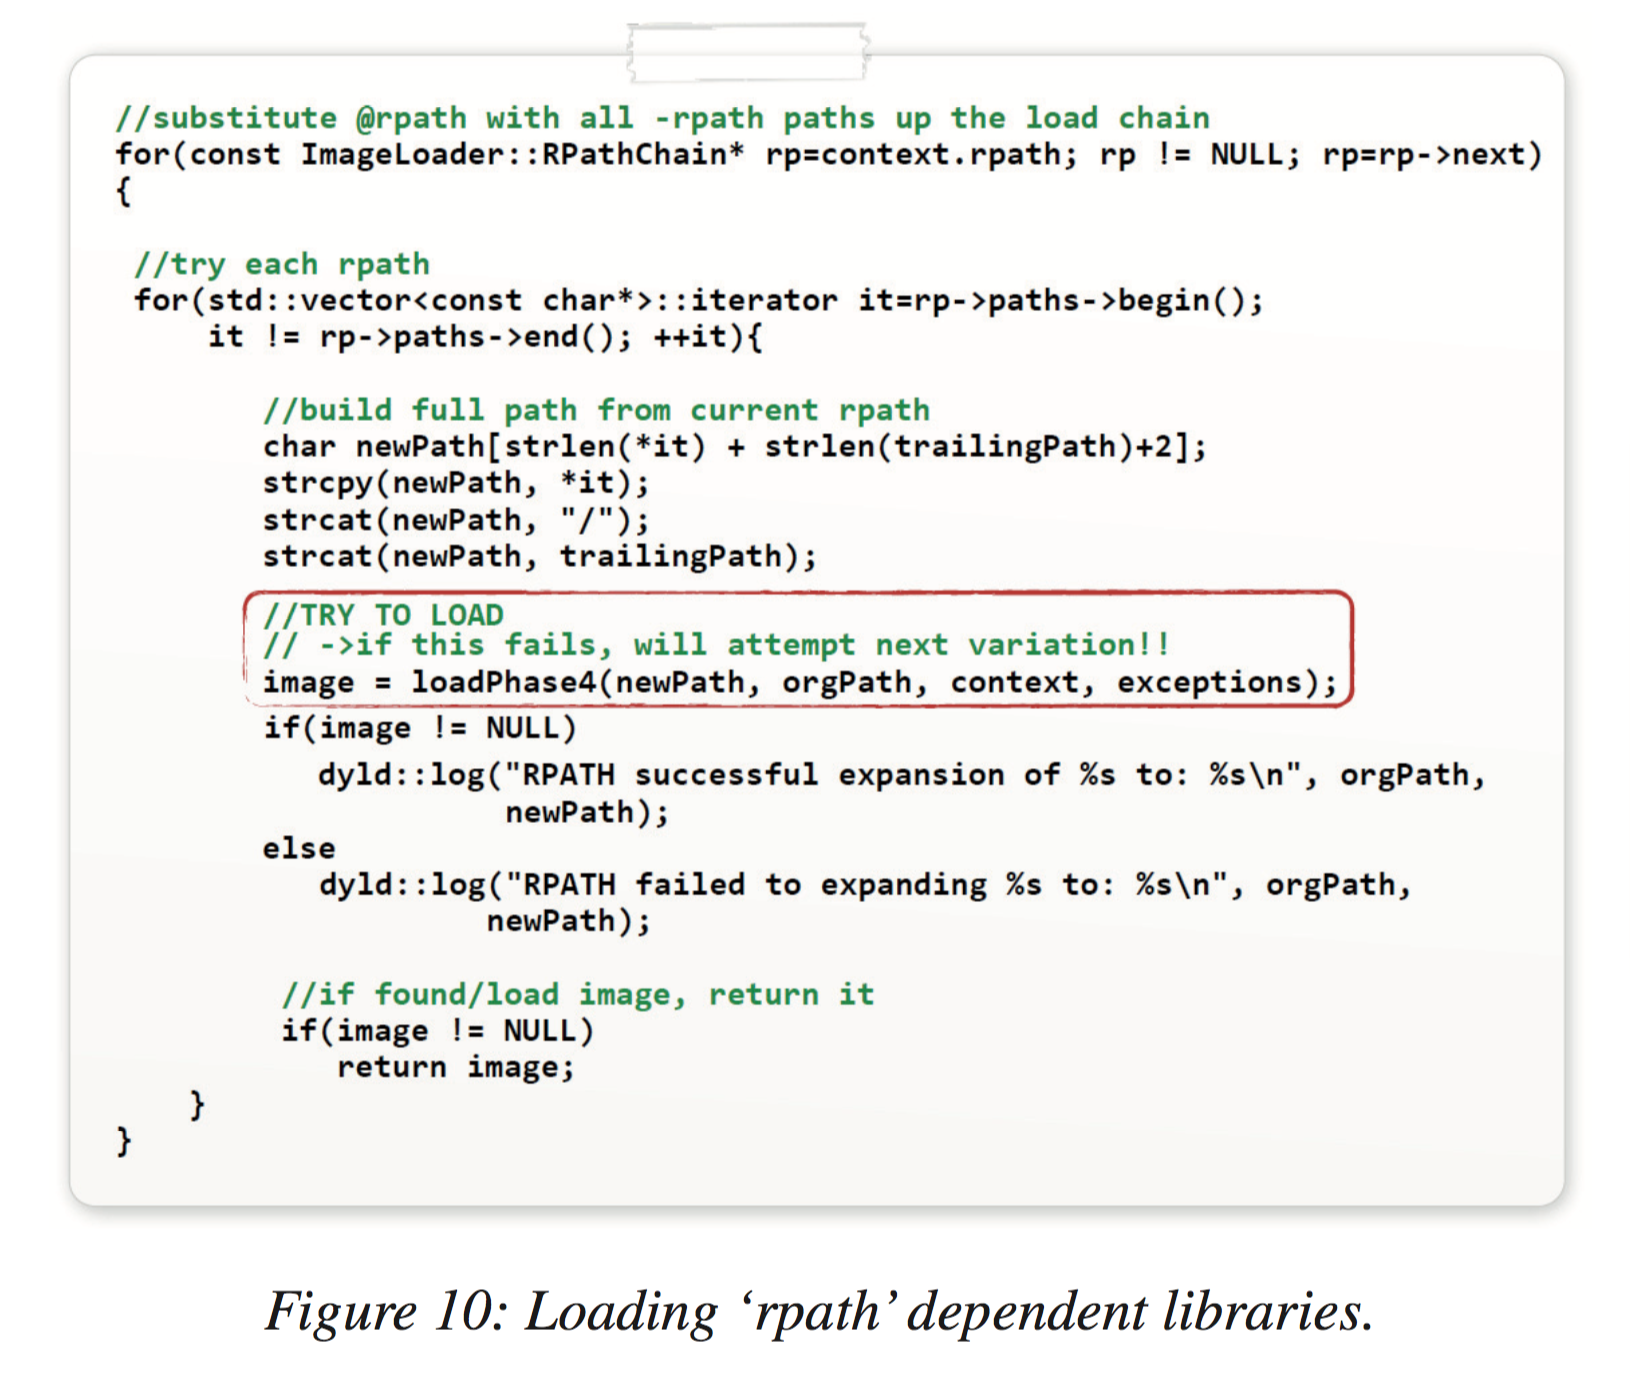 //substitute @rpath with all -rpath paths up the load chain
for(const ImageLoader::RPathChain* rp=context.rpath; rp != NULL; rp=rp->next)
{
//try each rpath
for(std::vector<const char*>::iterator it=rp->paths->begin();
it != rp->paths->end(); ++it){
//build full path from current rpath
char newPath[strlen(*it) + strlen(trailingPath)+2];
strcpy(newPath, *it);
strcat(newPath, "/");
strcat(newPath, trailingPath);
//TRY TO LOAD
// ->if this fails, will attempt next variation!!
image = loadPhase4(newPath, orgPath, context, exceptions);
if(image != NULL)
dyld::log("RPATH successful expansion of %s to: %s\n", orgPath,
newPath);
else
dyld::log("RPATH failed to expanding %s to: %s\n", orgPath,
newPath);
//if found/load image, return it
if(image != NULL)
return image;
}
}
Figure 10: Loading ‘rpath’ dependent libraries.